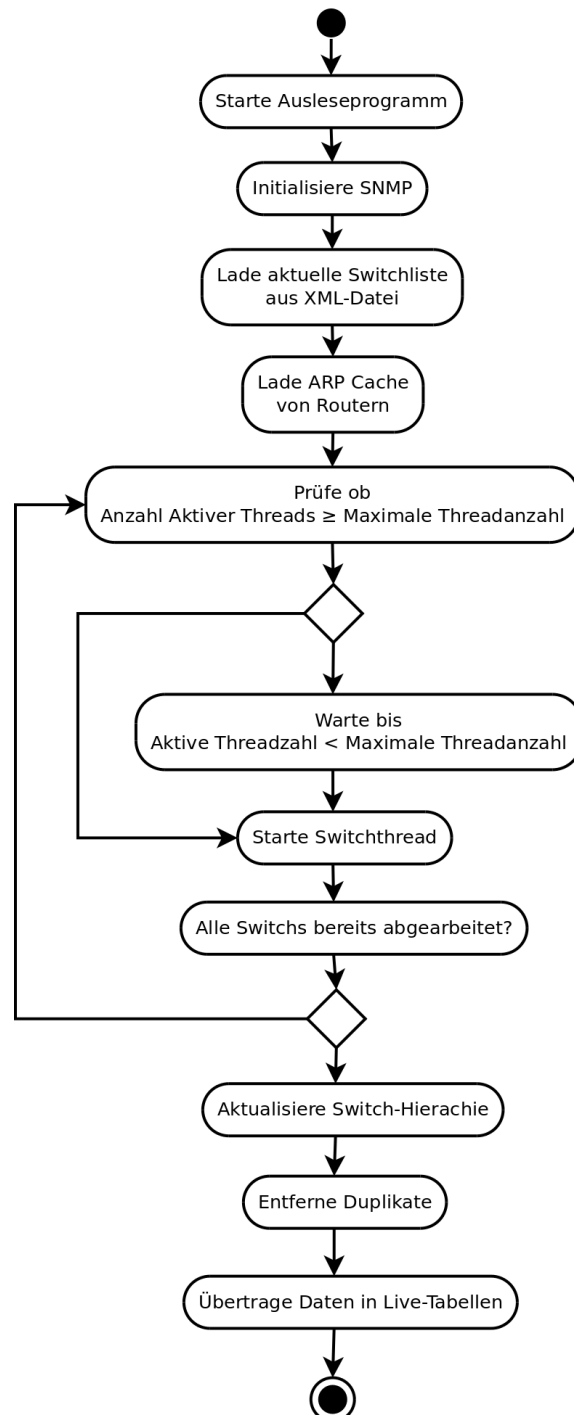 Starte Ausleseprogramm
Initialisiere SNMP
Lade aktuelle Switchliste
aus XML-Datei
Lade ARP Cache
von Routern
Prüfe ob
Anzahl Aktiver Threads ≥ Maximale Threadanzahl
Warte bis
Aktive Threadzahl < Maximale Threadanzahl
Starte Switchthread
Alle Switchs bereits abgearbeitet?
Aktualisiere Switch-Hierachie
Entferne Duplikate
Übertrage Daten in Live-Tabellen